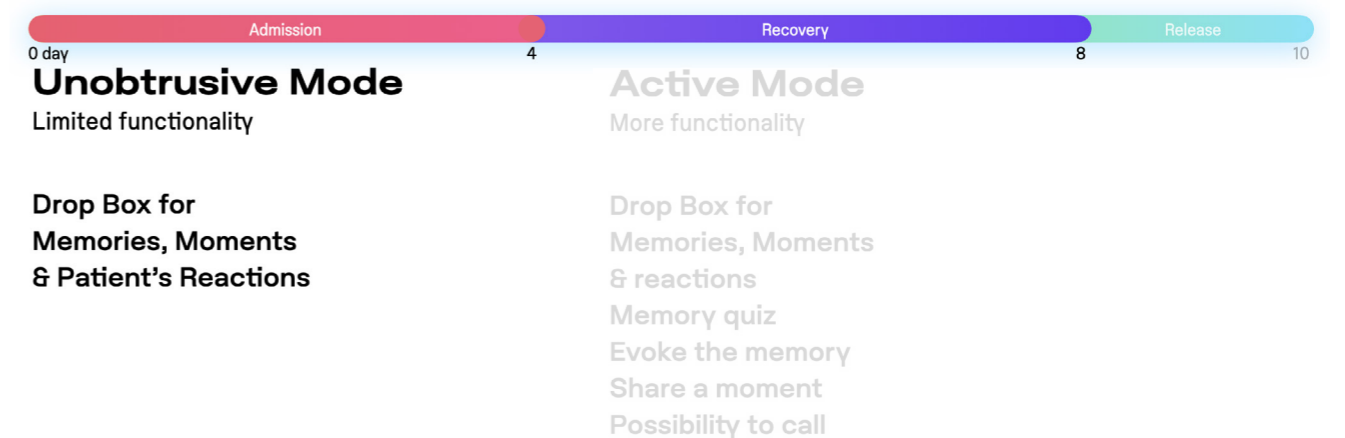 Admission
Recovery
Release
0 day
4
8
10
Unobtrusive Mode
Limited functionality
Drop Box for
Memories, Moments
& Patient's Reactions
Active Mode
More functionality
Drop Box for
Memories, Moments
& reactions
Memory quiz
Evoke the memory
Share a moment
Possibility to call